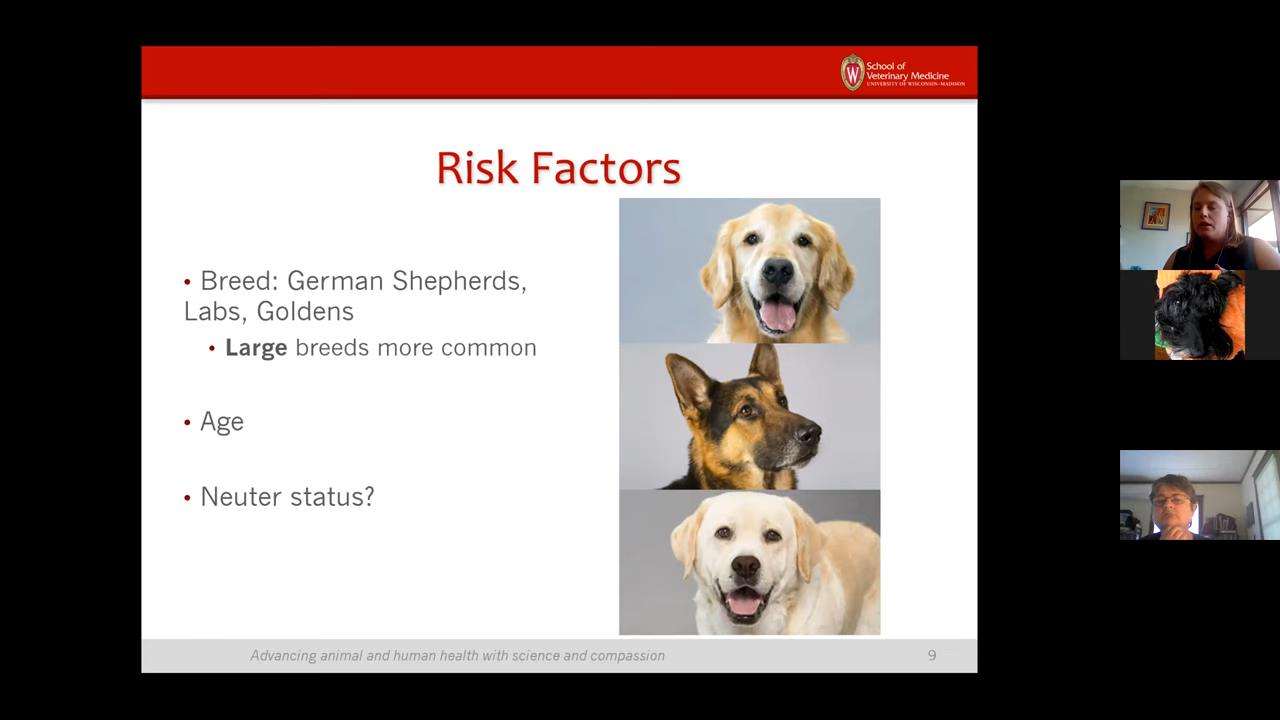 School of
Veterinary Medicine
UNIVERSITY OF WISCONSIN-MADISON
Risk Factors
• Breed: German Shepherds,
Labs, Goldens
• Large breeds more common
• Age
• Neuter status?
Advancing animal and human health with science and compassion
9